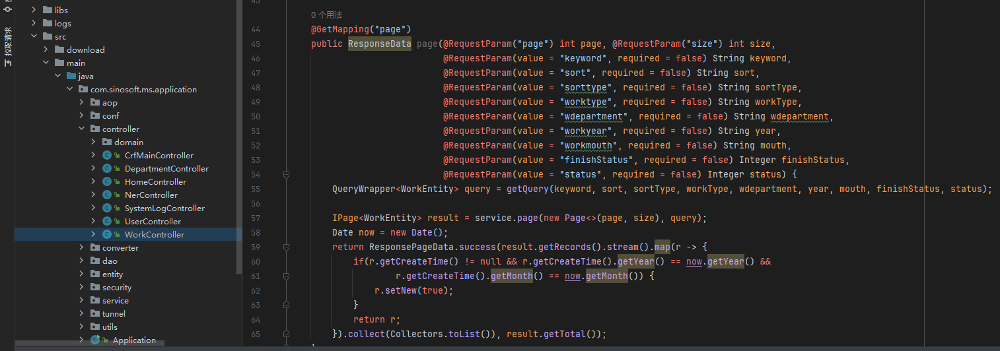 拉取请求
libs
logs
src
download
main
java
com.sinosoft.ms.application
aop
conf
controller
domain
CrfMainController
DepartmentController
HomeController
NerController
SystemLogController
UserController
WorkController
converter
dao
entity
security
service
tunnel
utils
Application
43
0 个用法
44 @GetMapping("page")
45 public ResponseData page(@RequestParam("page") int page, @RequestParam("size") int size,
46 @RequestParam(value = "keyword", required = false) String keyword,
47 @RequestParam(value = "sort", required = false) String sort,
48 @RequestParam(value = "sorttype", required = false) String sortType,
49 @RequestParam(value = "worktype", required = false) String workType,
50 @RequestParam(value = "wdepartment", required = false) String wdepartment,
51 @RequestParam(value = "workyear", required = false) String year,
52 @RequestParam(value = "workmouth", required = false) String mouth,
53 @RequestParam(value = "finishStatus", required = false) Integer finishStatus,
54 @RequestParam(value = "status", required = false) Integer status) {
55 QueryWrapper<WorkEntity> query = getQuery(keyword, sort, sortType, workType, wdepartment, year, mouth, finishStatus, status);
56
57 IPage<WorkEntity> result = service.page(new Page<>(page, size), query);
58 Date now = new Date();
59 return ResponsePageData.success(result.getRecords().stream().map(r -> {
60 if(r.getCreateTime() != null && r.getCreateTime().getYear() == now.getYear() &&
61 r.getCreateTime().getMonth() == now.getMonth()) {
62 r.setNew(true);
63 }
64 return r;
65 }).collect(Collectors.toList()), result.getTotal());